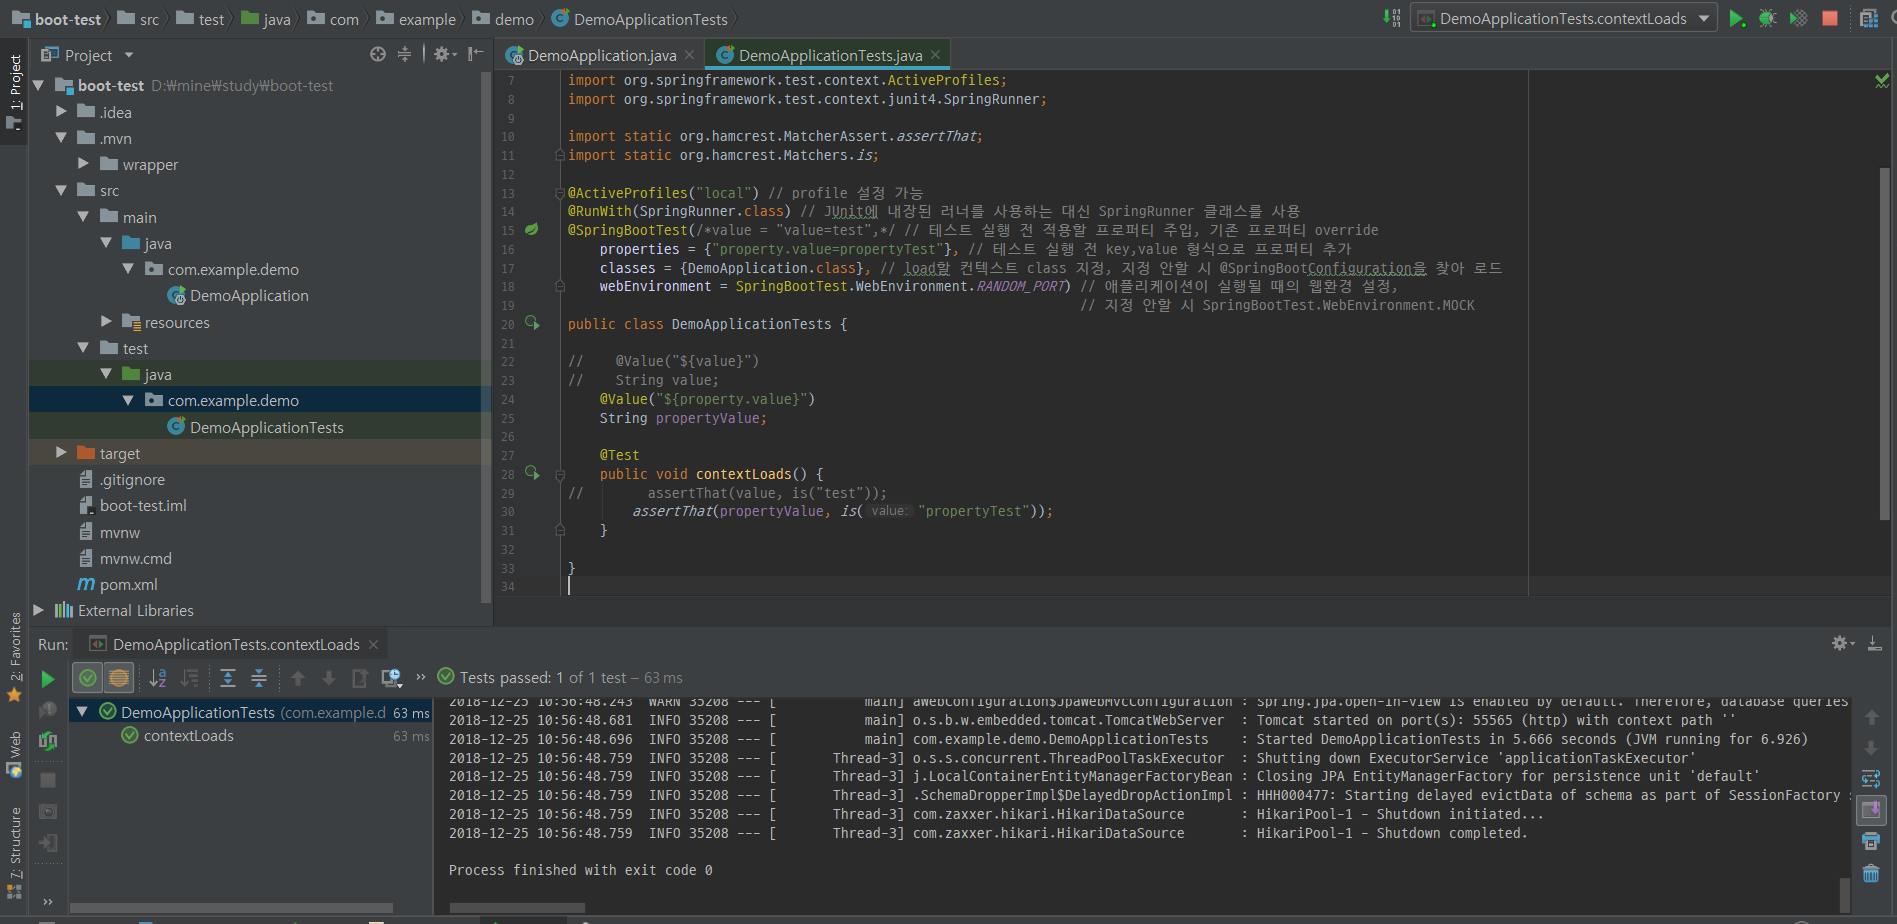 boot-test src test java com example demo DemoApplicationTests
DemoApplicationTests.contextLoads
1: Project
Project
DemoApplication.java
DemoApplicationTests.java
boot-test D:₩mine₩study₩boot-test
.idea
.mvn
wrapper
src
main
java
com.example.demo
DemoApplication
resources
test
java
com.example.demo
DemoApplicationTests
target
.gitignore
boot-test.iml
mvnw
mvnw.cmd
pom.xml
External Libraries
7 import org.springframework.test.context.ActiveProfiles;
8 import org.springframework.test.context.junit4.SpringRunner;
9
10 import static org.hamcrest.MatcherAssert.assertThat;
11 import static org.hamcrest.Matchers.is;
12
13 @ActiveProfiles("local") // profile 설정 가능
14 @RunWith(SpringRunner.class) // JUnit에 내장된 러너를 사용하는 대신 SpringRunner 클래스를 사용
15 @SpringBootTest(/*value = "value=test",*/ // 테스트 실행 전 적용할 프로퍼티 주입, 기존 프로퍼티 override
16 properties = {"property.value=propertyTest"}, // 테스트 실행 전 key,value 형식으로 프로퍼티 추가
17 classes = {DemoApplication.class}, // load할 컨텍스트 class 지정, 지정 안할 시 @SpringBootConfiguration을 찾아 로드
18 webEnvironment = SpringBootTest.WebEnvironment.RANDOM_PORT) // 애플리케이션이 실행될 때의 웹환경 설정,
19 // 지정 안할 시 SpringBootTest.WebEnvironment.MOCK
20 public class DemoApplicationTests {
21
22 // @Value("${value}")
23 // String value;
24 @Value("${property.value}")
25 String propertyValue;
26
27 @Test
28 public void contextLoads() {
29 // assertThat(value, is("test"));
30 assertThat(propertyValue, is( value: "propertyTest"));
31 }
32
33 }
34
2: Favorites
Web
7: Structure
Run: DemoApplicationTests.contextLoads
Tests passed: 1 of 1 test – 63 ms
DemoApplicationTests (com.example.d 63 ms
contextLoads 63 ms
2018-12-25 10:56:48.243 WARN 35208 --- [ main] aWebConfiguration$JpaWebMvcConfiguration : spring.jpa.open-in-view is enabled by default. Therefore, database queries
2018-12-25 10:56:48.681 INFO 35208 --- [ main] o.s.b.w.embedded.tomcat.TomcatWebServer : Tomcat started on port(s): 55565 (http) with context path ''
2018-12-25 10:56:48.696 INFO 35208 --- [ main] com.example.demo.DemoApplicationTests : Started DemoApplicationTests in 5.666 seconds (JVM running for 6.926)
2018-12-25 10:56:48.759 INFO 35208 --- [ Thread-3] o.s.s.concurrent.ThreadPoolTaskExecutor : Shutting down ExecutorService 'applicationTaskExecutor'
2018-12-25 10:56:48.759 INFO 35208 --- [ Thread-3] j.LocalContainerEntityManagerFactoryBean : Closing JPA EntityManagerFactory for persistence unit 'default'
2018-12-25 10:56:48.759 INFO 35208 --- [ Thread-3] .SchemaDropperImpl$DelayedDropActionImpl : HHH000477: Starting delayed evictData of schema as part of SessionFactory
2018-12-25 10:56:48.759 INFO 35208 --- [ Thread-3] com.zaxxer.hikari.HikariDataSource : HikariPool-1 - Shutdown initiated...
2018-12-25 10:56:48.759 INFO 35208 --- [ Thread-3] com.zaxxer.hikari.HikariDataSource : HikariPool-1 - Shutdown completed.
Process finished with exit code 0